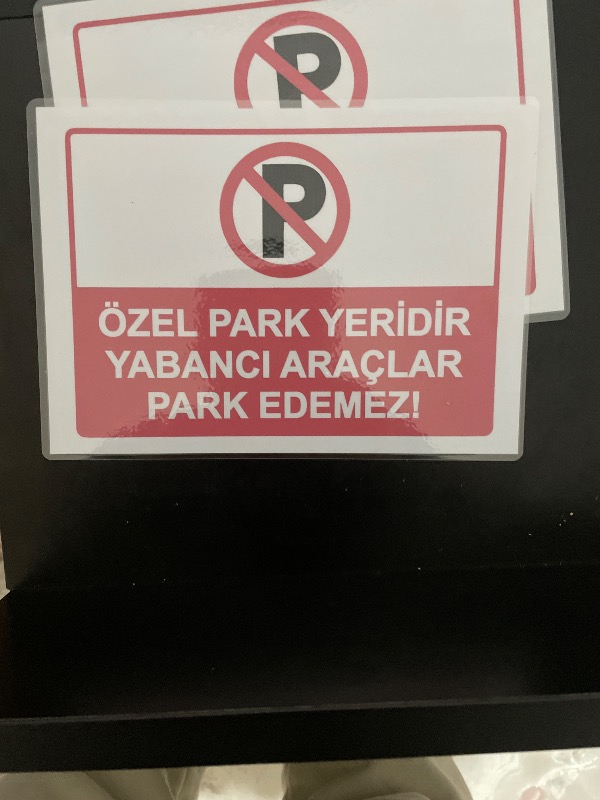 P
P
ÖZEL PARK YERİDİR
YABANCI ARAÇLAR
PARK EDEMEZ!